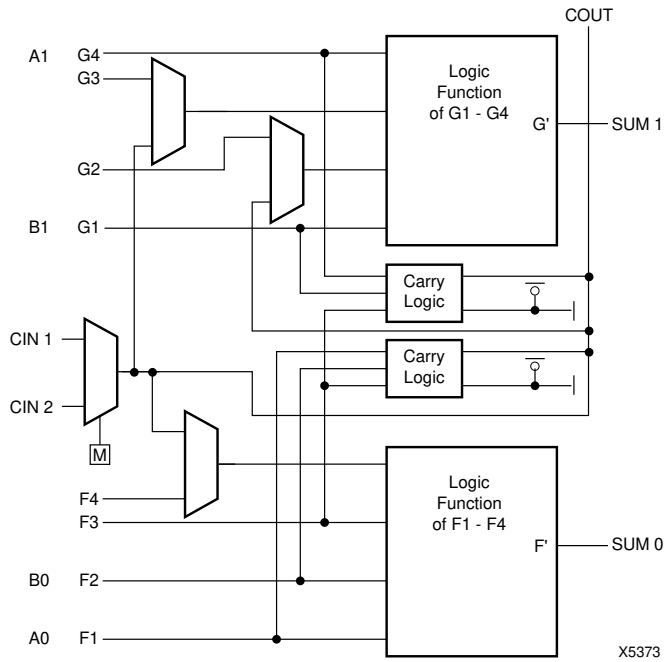 COUT
A1 G4
G3
Logic
Function
of G1 - G4
G'
SUM 1
G2
B1 G1
Carry
Logic
CIN 1
Carry
Logic
CIN 2
M
F4
F3
Logic
Function
of F1 - F4
F'
SUM 0
B0 F2
A0 F1
X5373